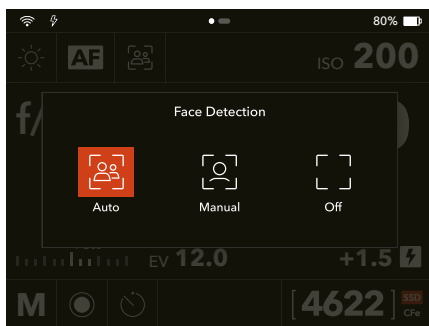 80%
AF
ISO 200
f/
Face Detection
Auto
Manual
Off
EV 12.0
+1.5
M
[4622]
SSD
CFe